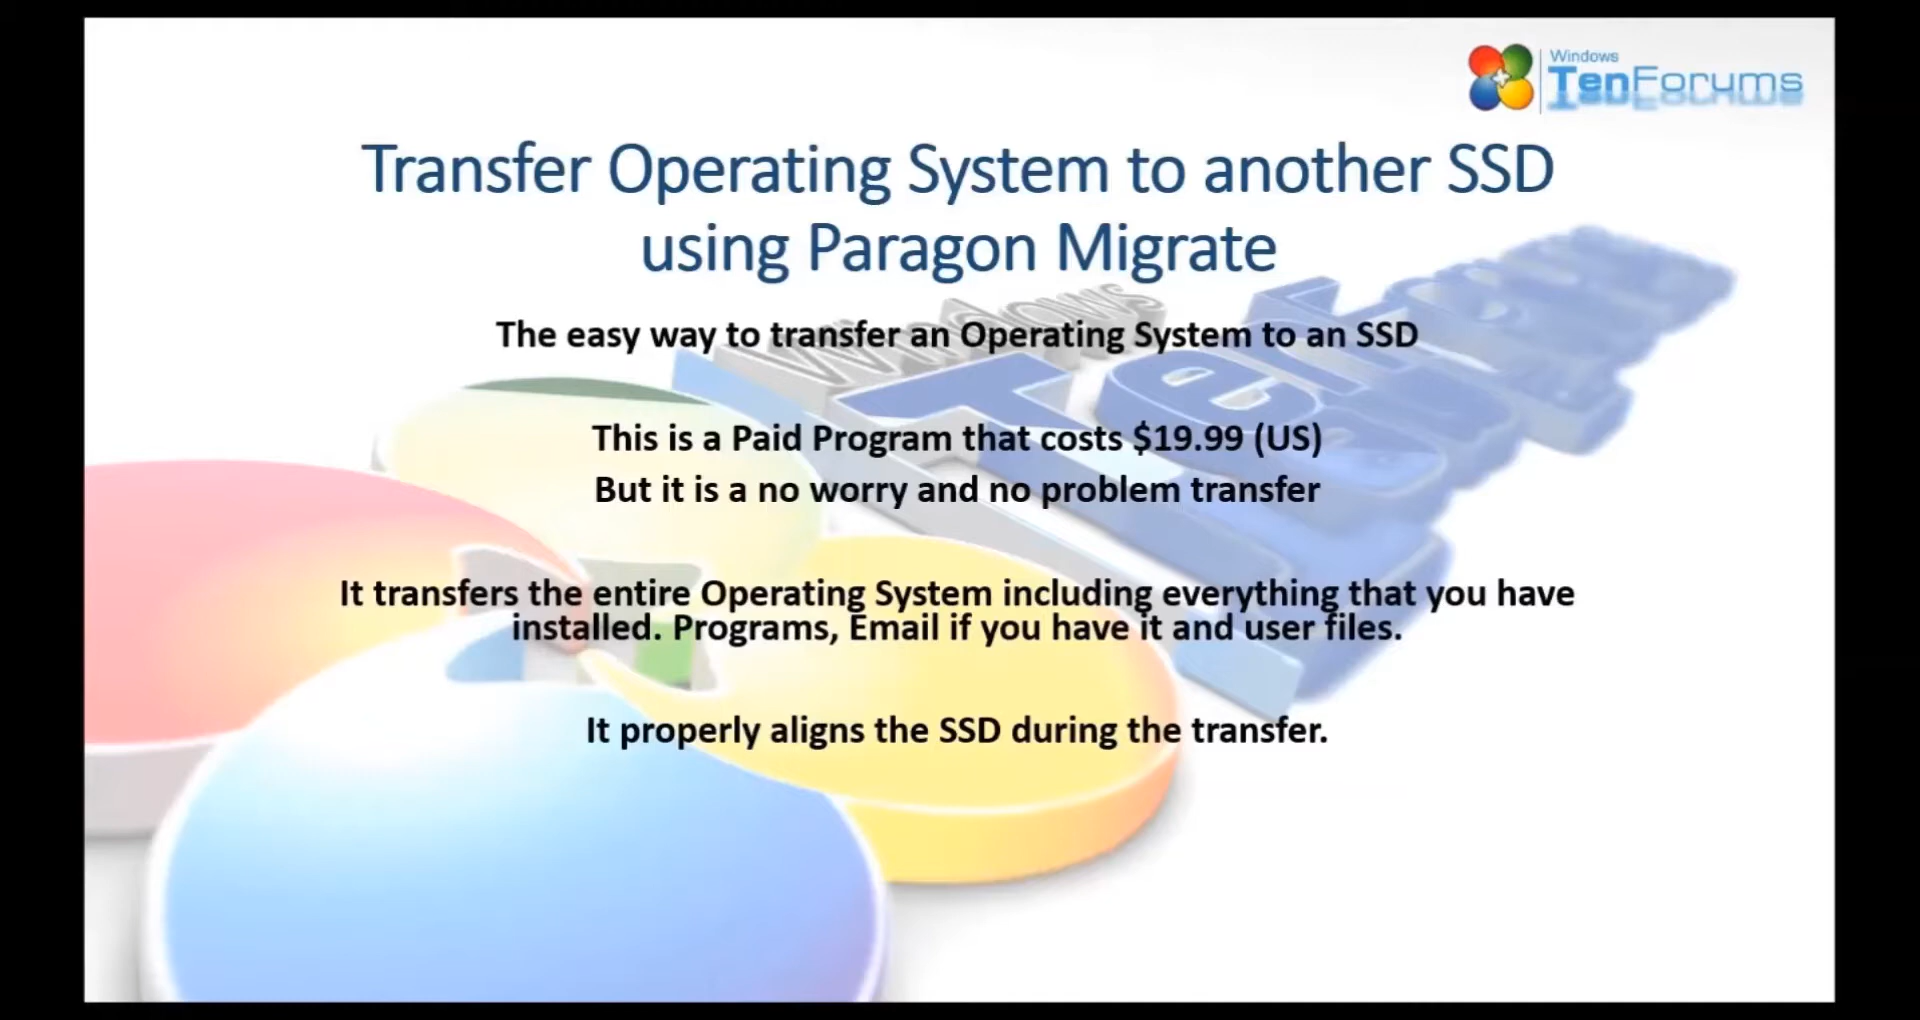 Windows
TenForums
Transfer Operating System to another SSD
using Paragon Migrate
The easy way to transfer an Operating System to an SSD
This is a Paid Program that costs $19.99 (US)
But it is a no worry and no problem transfer
It transfers the entire Operating System including everything that you have
installed. Programs, Email if you have it and user files.
It properly aligns the SSD during the transfer.
Windows
TenForums